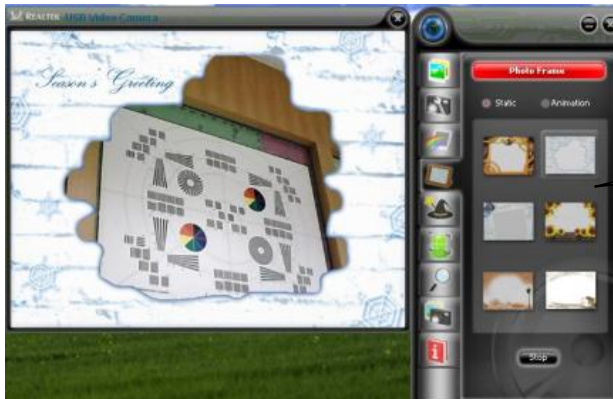 REALTEK USB Video Camera
Season's Greeting
Photo Frame
Static
Animation
Stop